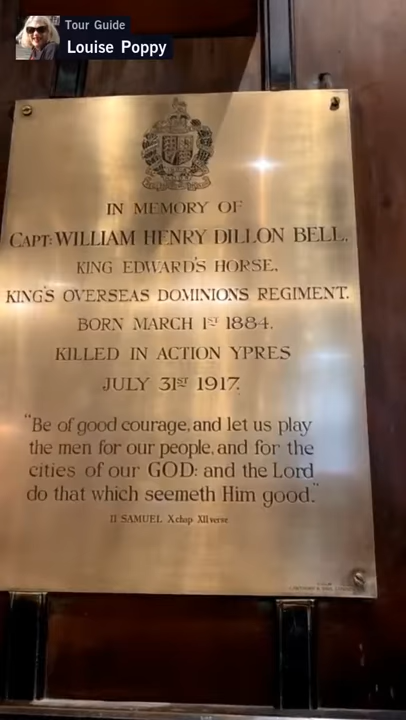 Tour Guide
Louise Poppy
IN MEMORY OF
CAPT: WILLIAM HENRY DILLON BELL.
KING EDWARD'S HORSE.
KING'S OVERSEAS DOMINIONS REGIMENT.
BORN MARCH 1ST 1884.
KILLED IN ACTION YPRES
JULY 31ST 1917.
"Be of good courage, and let us play
the men for our people, and for the
cities of our GOD: and the Lord
do that which seemeth Him good."
II SAMUEL X chap XII verse